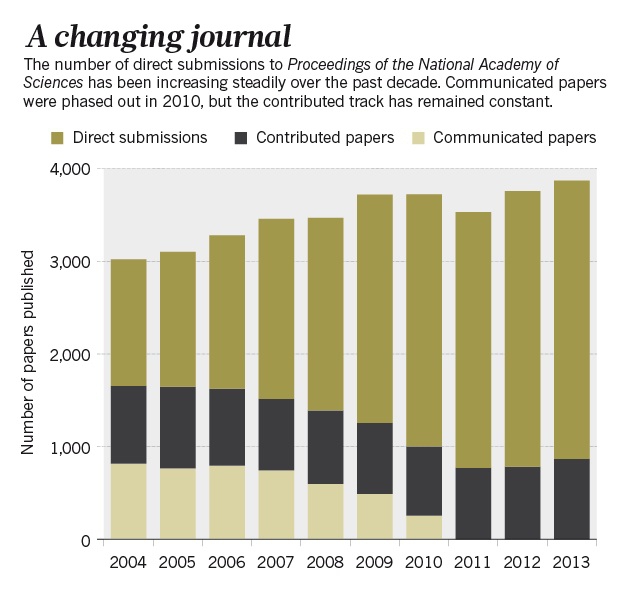 A changing journal
The number of direct submissions to Proceedings of the National Academy of
Sciences has been increasing steadily over the past decade. Communicated papers
were phased out in 2010, but the contributed track has remained constant.
Direct submissions Contributed papers Communicated papers
Number of papers published
4,000
3,000
2,000
1,000
0
2004 2005 2006 2007 2008 2009 2010 2011 2012 2013